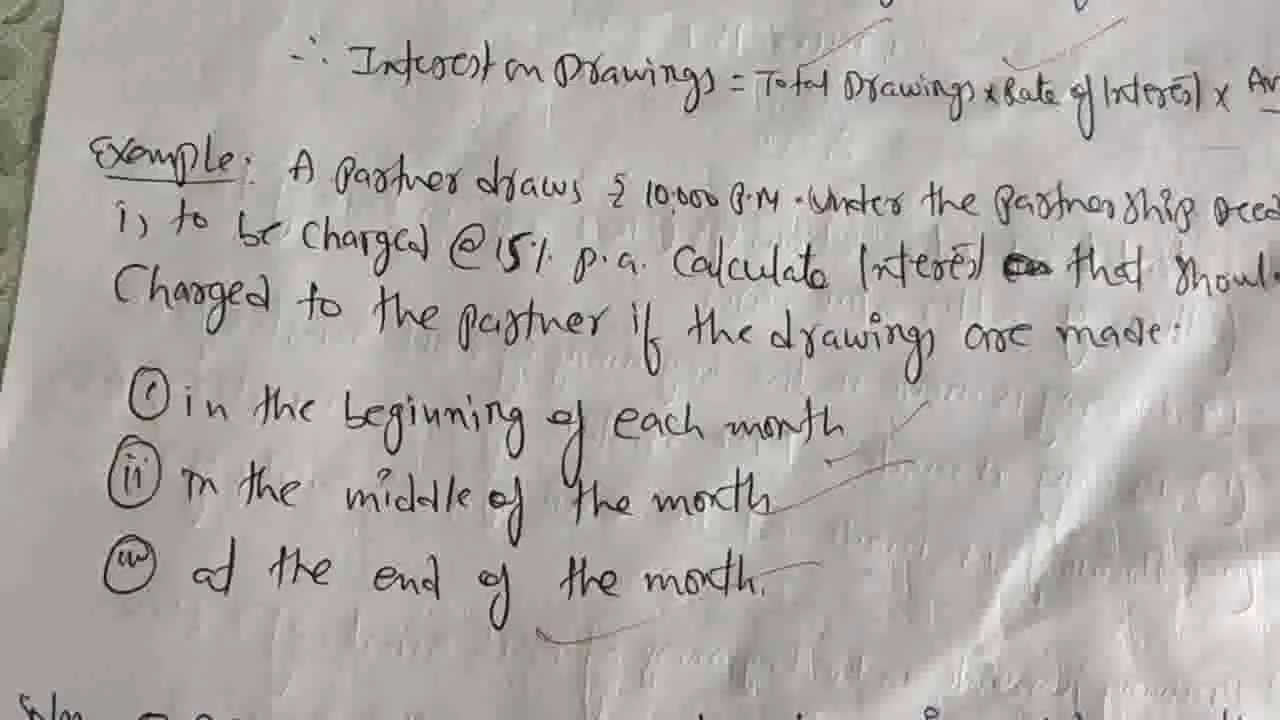 ∴ Interest on Drawings = Total Drawings x Rate of Interest x
Example: A Partner draws ₹ 10,000 P.M. Under the partnership
is to be charged @ 15% p.a. Calculate Interest that
Charged to the partner if the drawings are made:
(i) in the beginning of each month
(ii) in the middle of the month
(iii) at the end of the month.
Soln